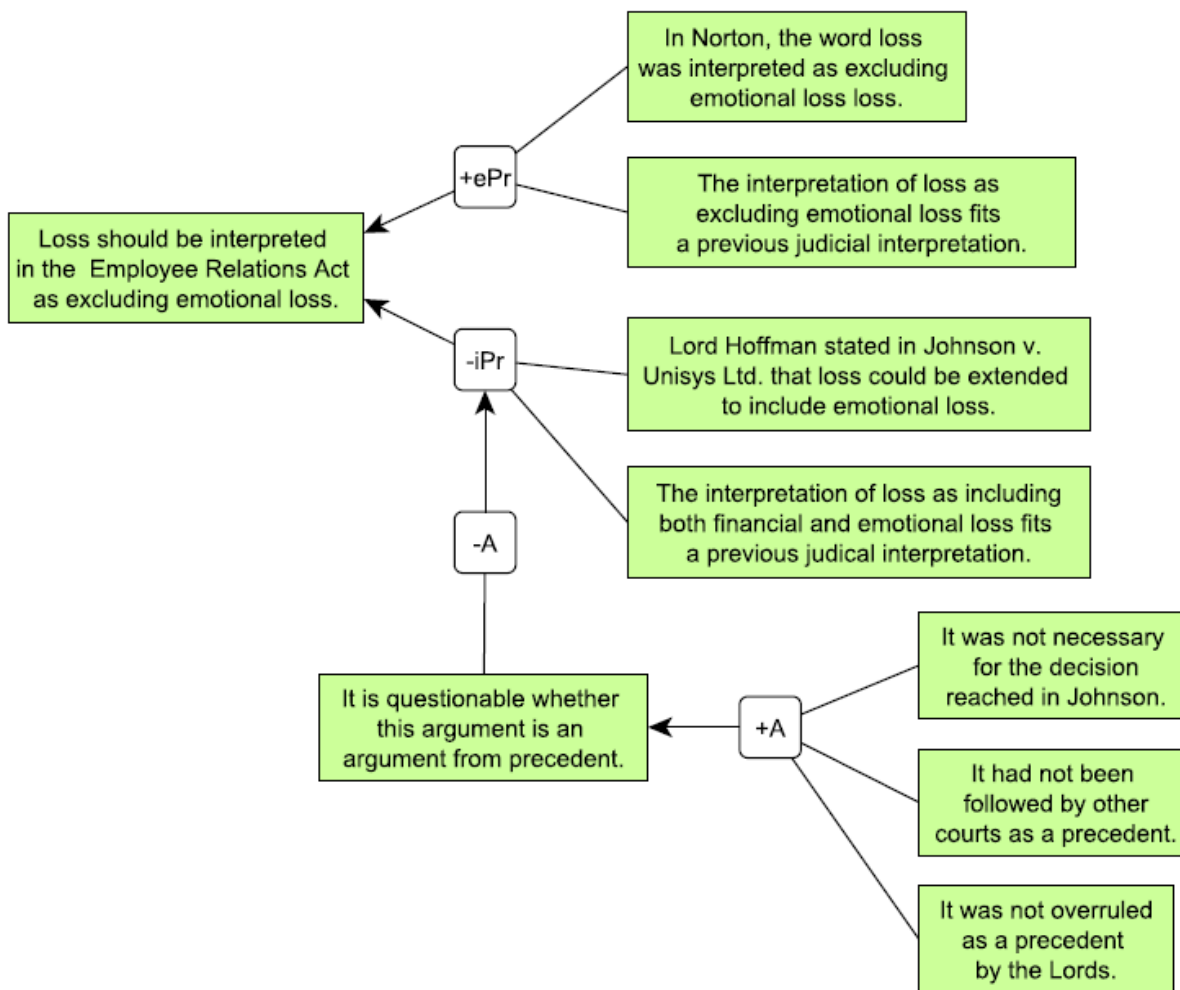 In Norton, the word loss
was interpreted as excluding
emotional loss loss.
+ePr
The interpretation of loss as
excluding emotional loss fits
a previous judicial interpretation.
Loss should be interpreted
in the Employee Relations Act
as excluding emotional loss.
-iPr
Lord Hoffman stated in Johnson v.
Unisys Ltd. that loss could be extended
to include emotional loss.
The interpretation of loss as including
both financial and emotional loss fits
a previous judical interpretation.
-A
It was not necessary
for the decision
reached in Johnson.
It is questionable whether
this argument is an
argument from precedent.
+A
It had not been
followed by other
courts as a precedent.
It was not overruled
as a precedent
by the Lords.